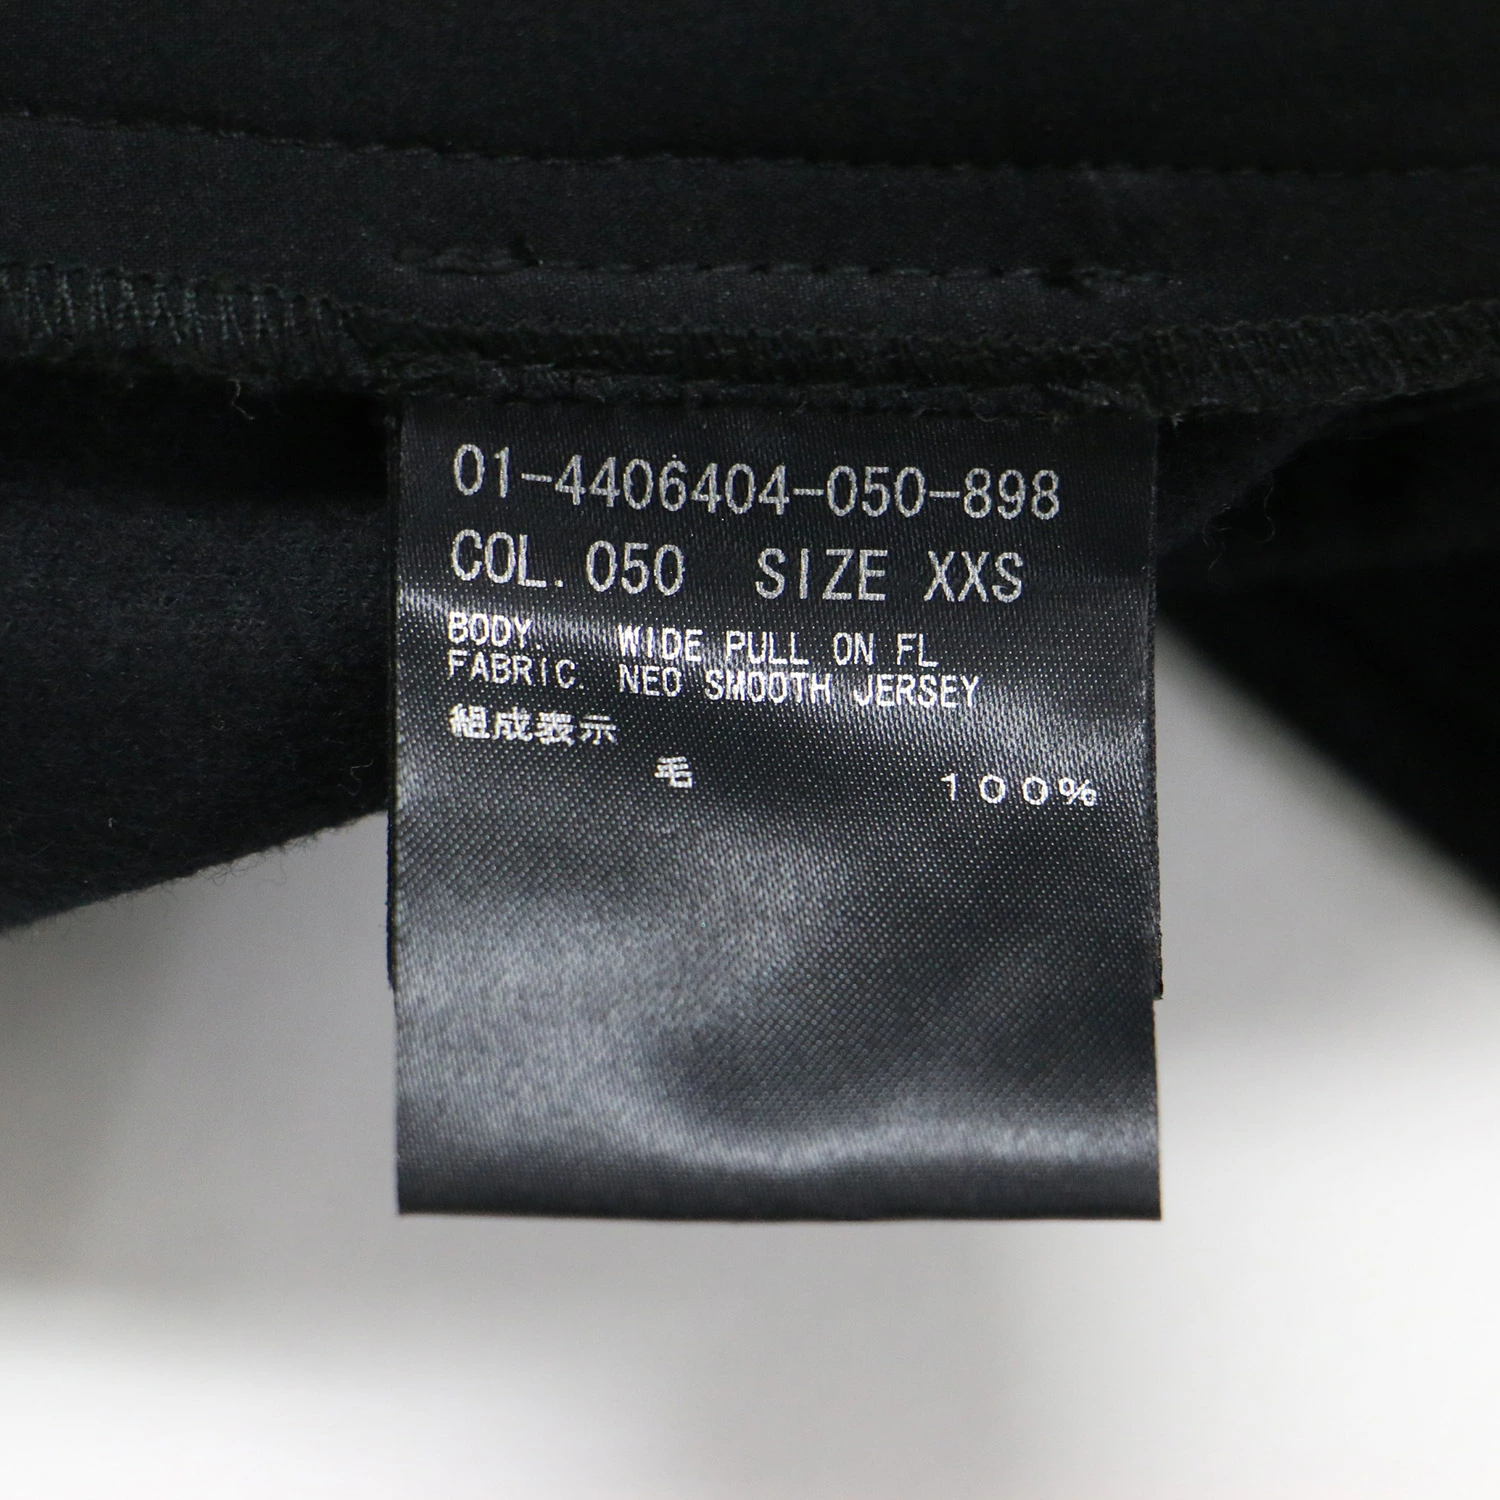 01-4406404-050-898
COL. 050 SIZE XXS
BODY. WIDE PULL ON FL
FABRIC. NEO SMOOTH JERSEY
組成表示
毛 100%